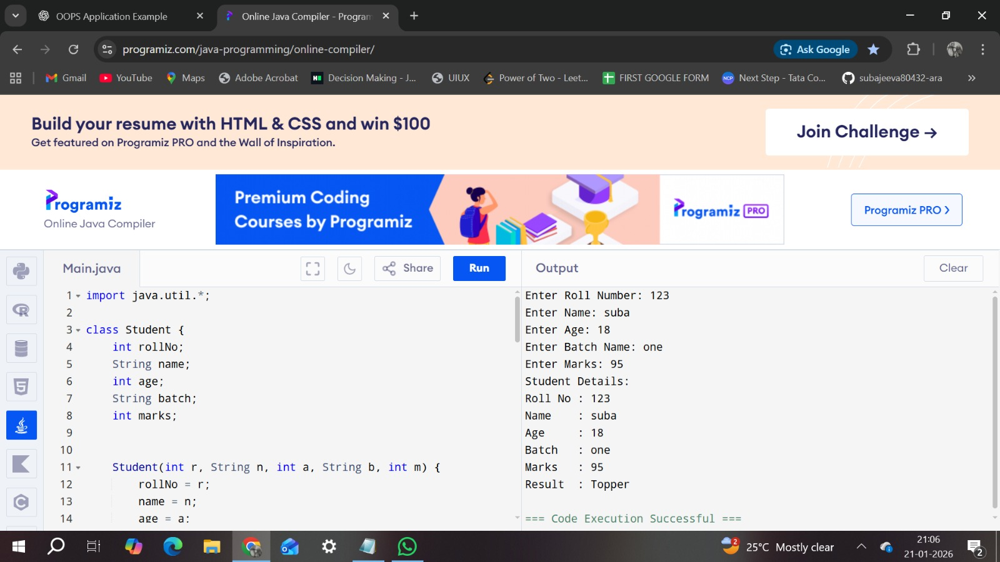 OOPS Application Example
Online Java Compiler - Program
programiz.com/java-programming/online-compiler/
Ask Google
Gmail
YouTube
Maps
Adobe Acrobat
Decision Making - J...
UIUX
Power of Two - Leet...
FIRST GOOGLE FORM
NCP
Next Step - Tata Co...
subajeeva80432-ara
»
Build your resume with HTML & CSS and win $100
Get featured on Programiz PRO and the Wall of Inspiration.
Join Challenge →
Programiz
Online Java Compiler
Premium Coding
Courses by Programiz
Programiz PRO
Programiz PRO ›
Main.java
Share
Run
Output
Clear
1 import java.util.*;
2
3 class Student {
4 int rollNo;
5 String name;
6 int age;
7 String batch;
8 int marks;
9
10
11 Student(int r, String n, int a, String b, int m) {
12 rollNo = r;
13 name = n;
14 age = a;
Enter Roll Number: 123
Enter Name: suba
Enter Age: 18
Enter Batch Name: one
Enter Marks: 95
Student Details:
Roll No : 123
Name    : suba
Age     : 18
Batch   : one
Marks   : 95
Result  : Topper
=== Code Execution Successful ===
2
25°C Mostly clear
21:06
21-01-2026
2